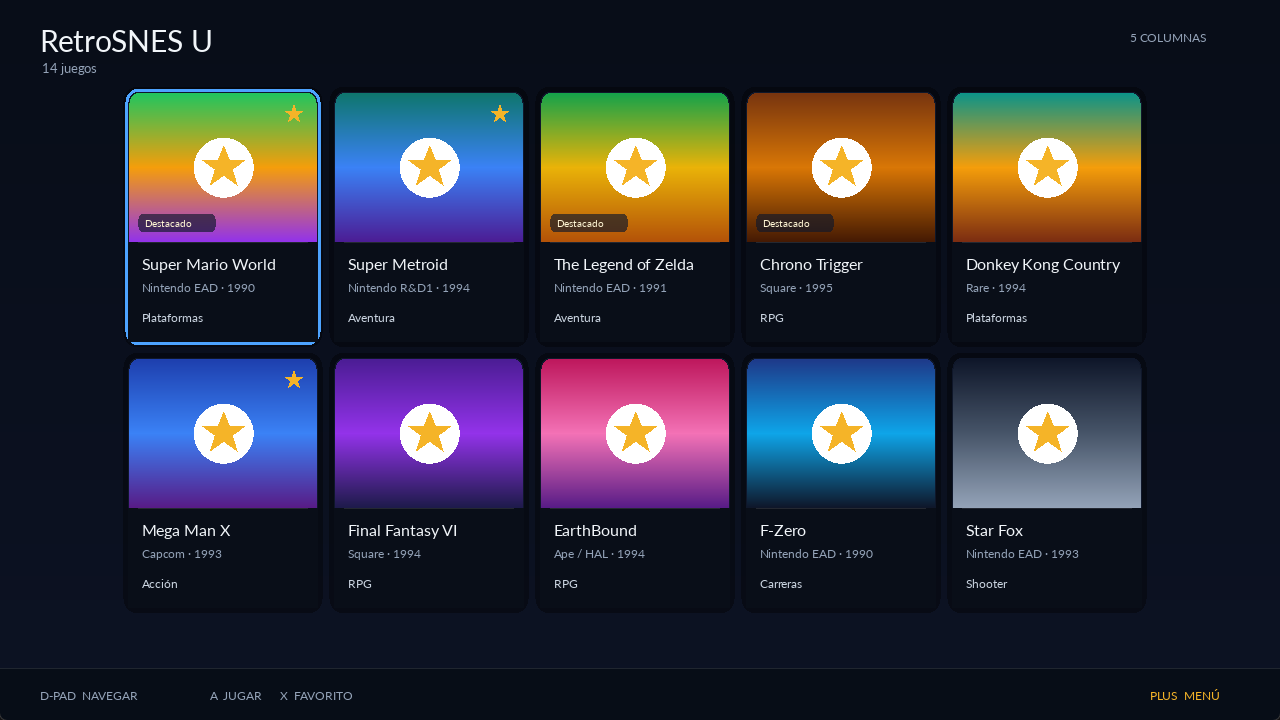 RetroSNES U
5 COLUMNAS
14 juegos
Destacado
Destacado
Destacado
Super Mario World
Super Metroid
The Legend of Zelda
Chrono Trigger
Donkey Kong Country
Nintendo EAD · 1990
Nintendo R&D1 · 1994
Nintendo EAD · 1991
Square · 1995
Rare · 1994
Plataformas
Aventura
Aventura
RPG
Plataformas
Mega Man X
Final Fantasy VI
EarthBound
F-Zero
Star Fox
Capcom · 1993
Square · 1994
Ape / HAL · 1994
Nintendo EAD · 1990
Nintendo EAD · 1993
Acción
RPG
RPG
Carreras
Shooter
D-PAD NAVEGAR
A JUGAR
X FAVORITO
PLUS MENÚ